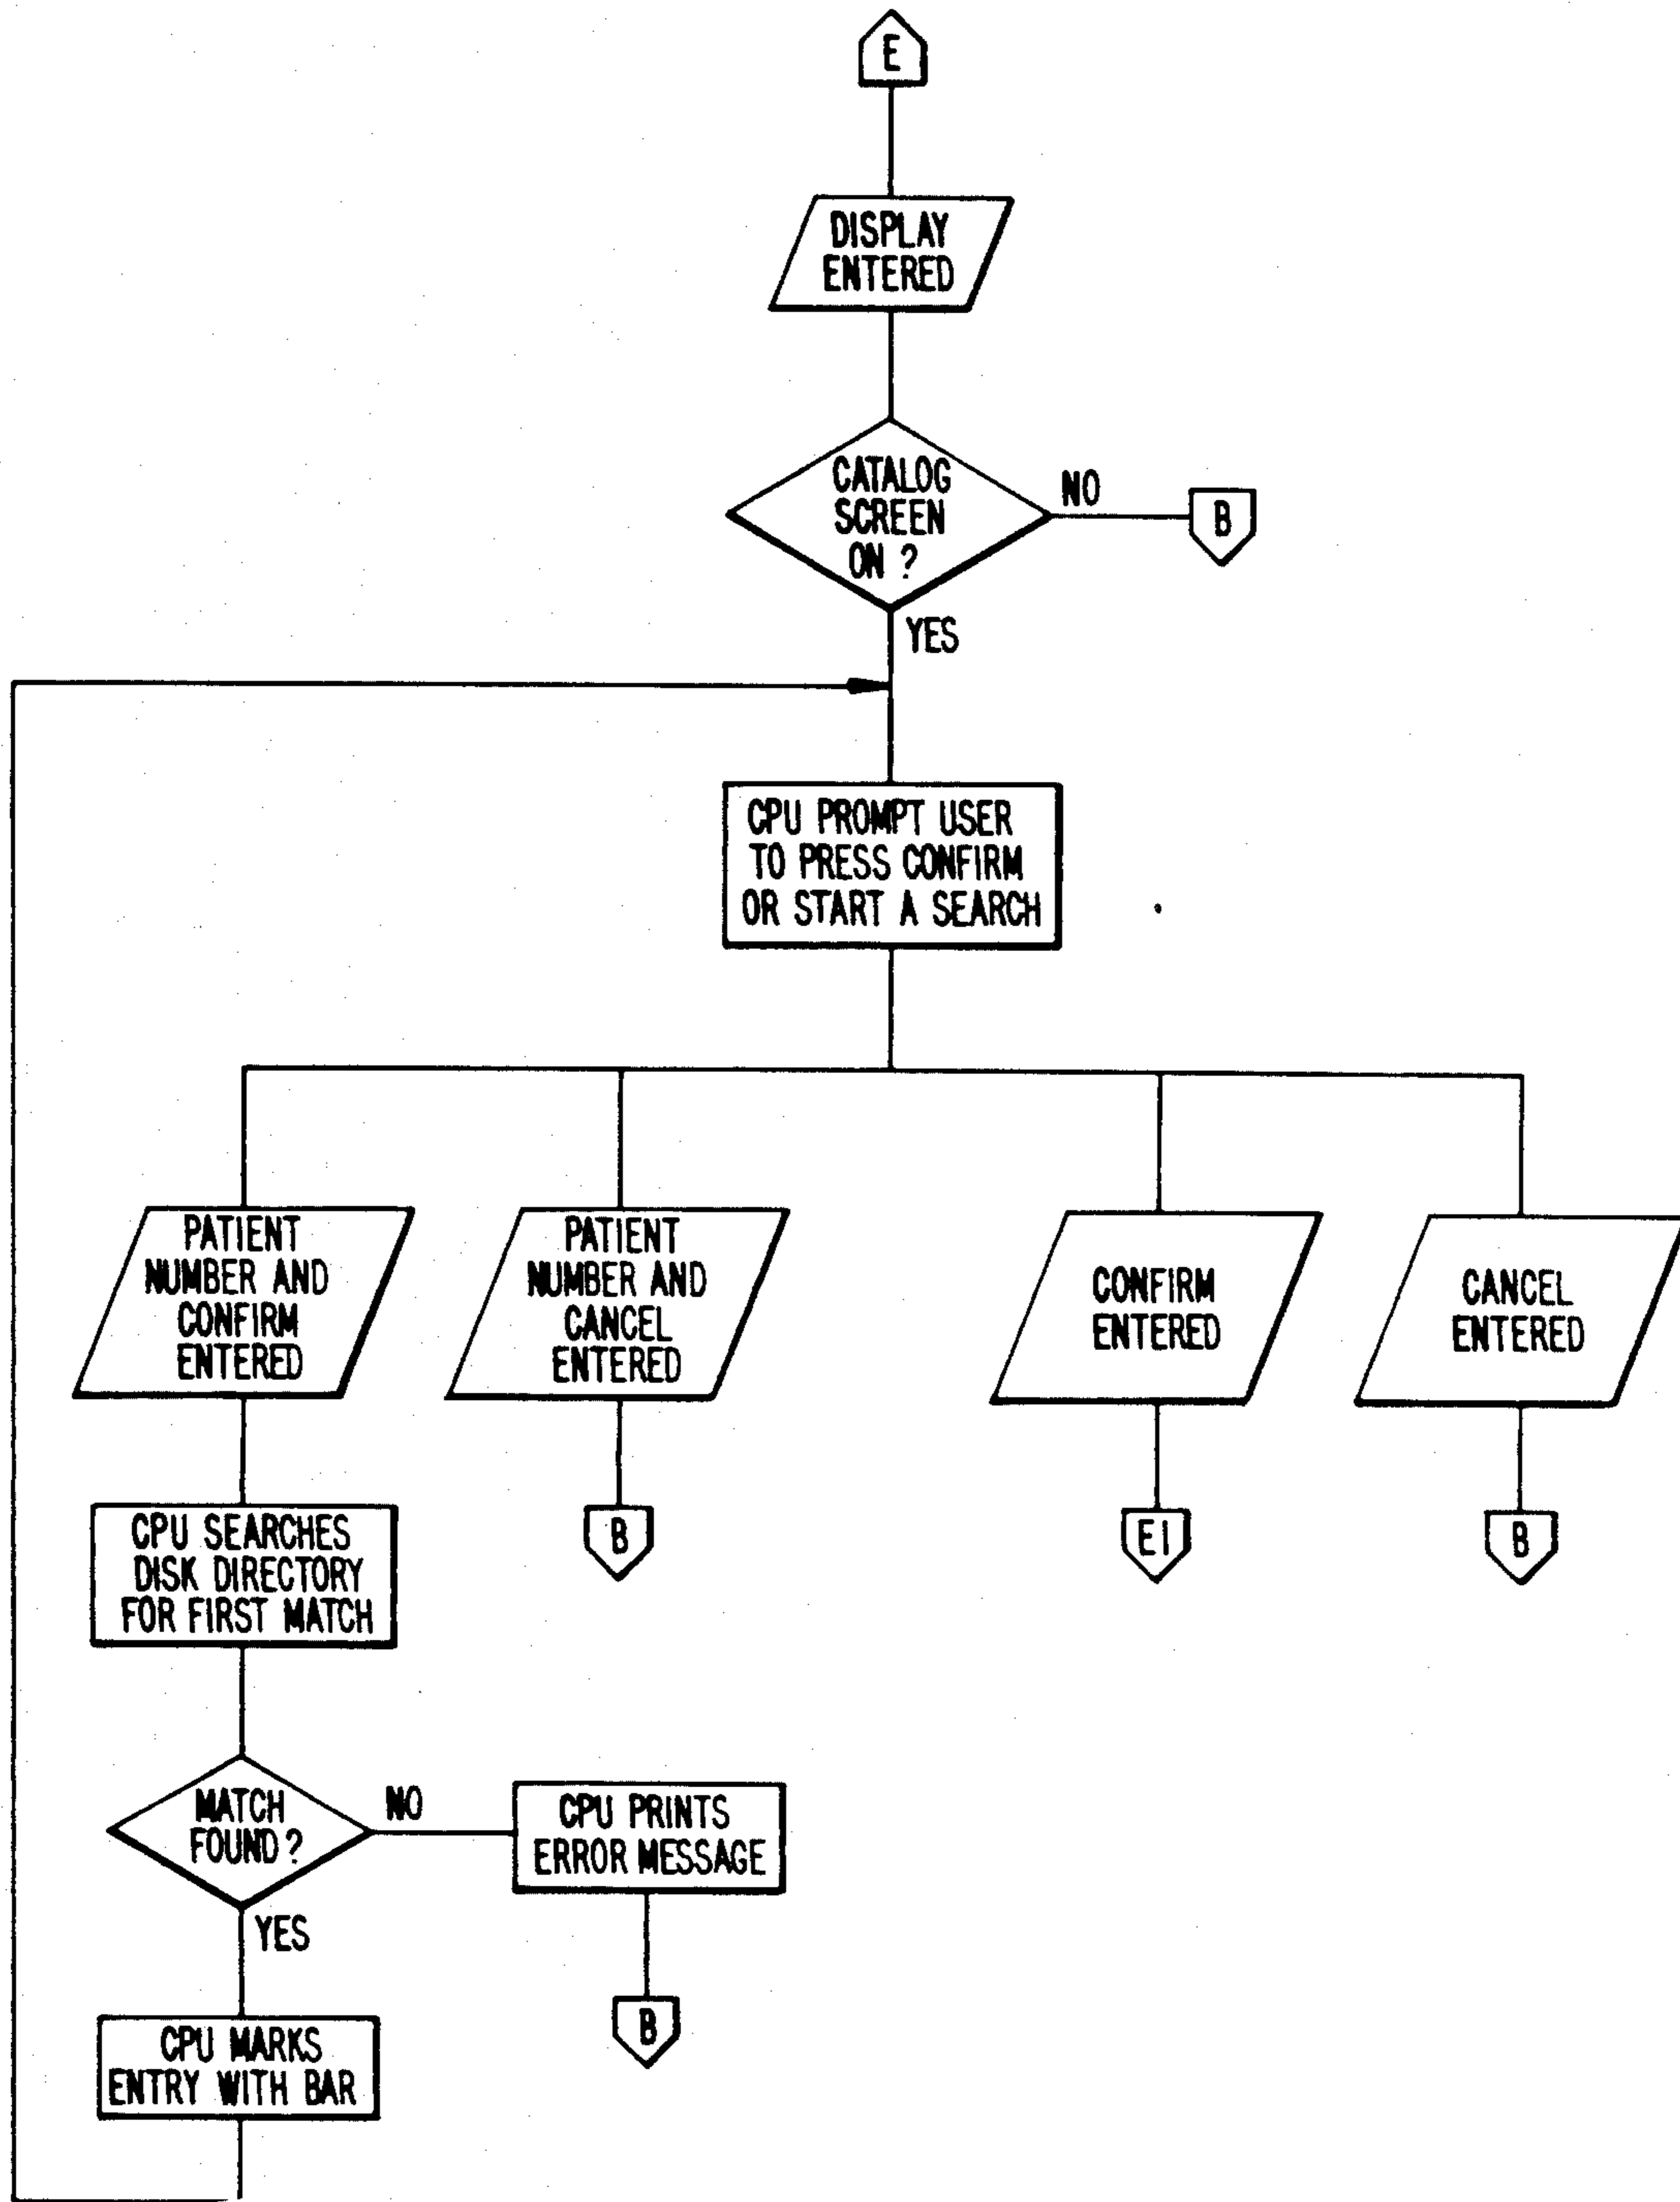 E
DISPLAY
ENTERED
CATALOG
SCREEN
ON ?
NO
B
YES
CPU PROMPT USER
TO PRESS CONFIRM
OR START A SEARCH
PATIENT
NUMBER AND
CONFIRM
ENTERED
PATIENT
NUMBER AND
CANCEL
ENTERED
CONFIRM
ENTERED
CANCEL
ENTERED
CPU SEARCHES
DISK DIRECTORY
FOR FIRST MATCH
B
E1
B
MATCH
FOUND?
NO
CPU PRINTS
ERROR MESSAGE
YES
B
CPU MARKS
ENTRY WITH BAR